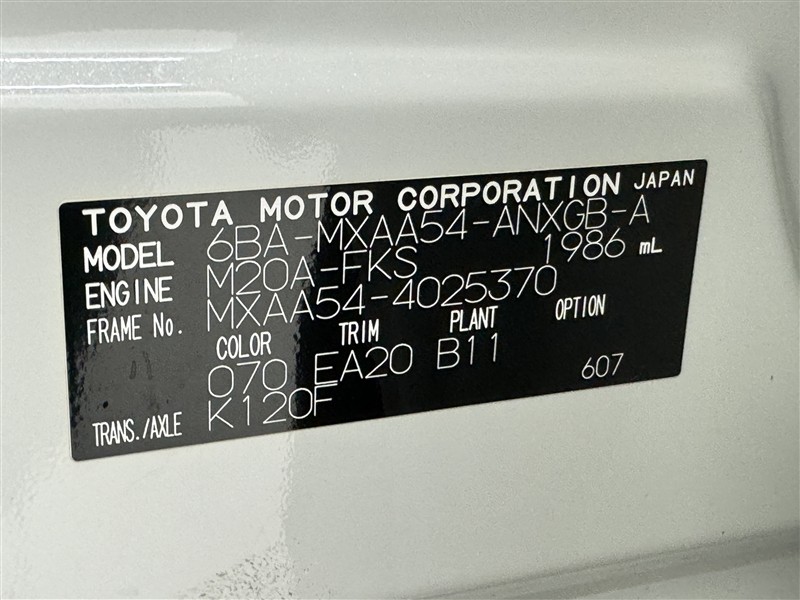 TOYOTA MOTOR CORPORATION JAPAN
MODEL 6BA-MXAA54-ANXGB-A
ENGINE M20A-FKS 1986 mL
FRAME No. MXAA54-4025370
COLOR TRIM PLANT OPTION
070 EA20 B11
TRANS./AXLE K120F 607